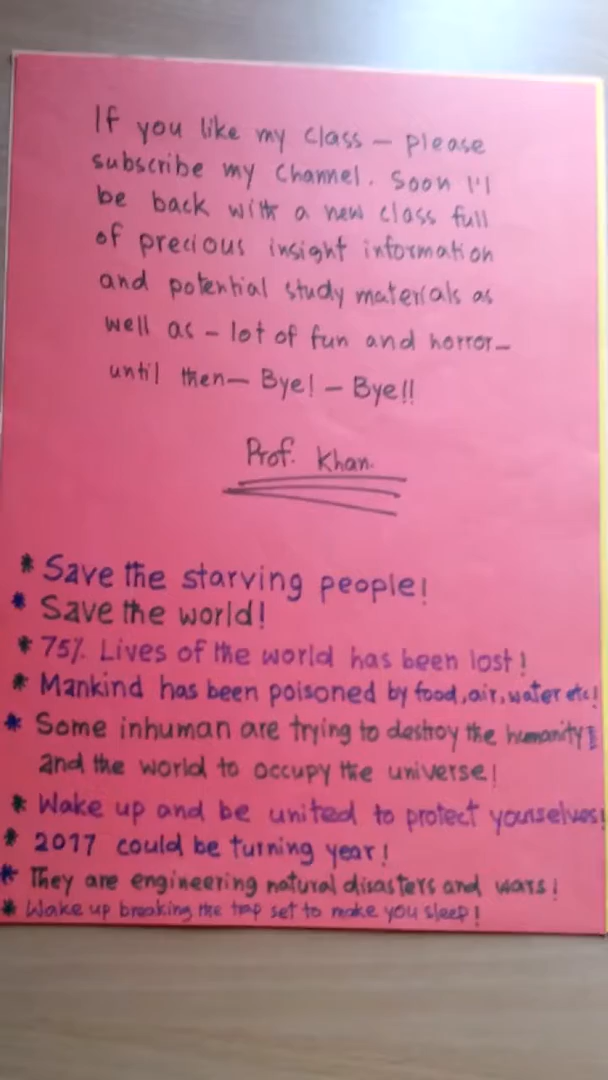 If you like my class – please
subscribe my Channel. Soon I'l
be back with a new class full
of precious insight information
and potential study materials as
well as – lot of fun and horror –
until then – Bye! – Bye!!
Prof. Khan.
* Save the starving people!
* Save the world!
* 75% Lives of the world has been lost!
* Mankind has been poisoned by food, air, water etc!
* Some inhuman are trying to destroy the humanity
and the world to occupy the universe!
* Wake up and be united to protect yourselves!
* 2017 could be turning year!
* They are engineering natural disasters and wars!
* Wake up breaking the trap set to make you sleep!